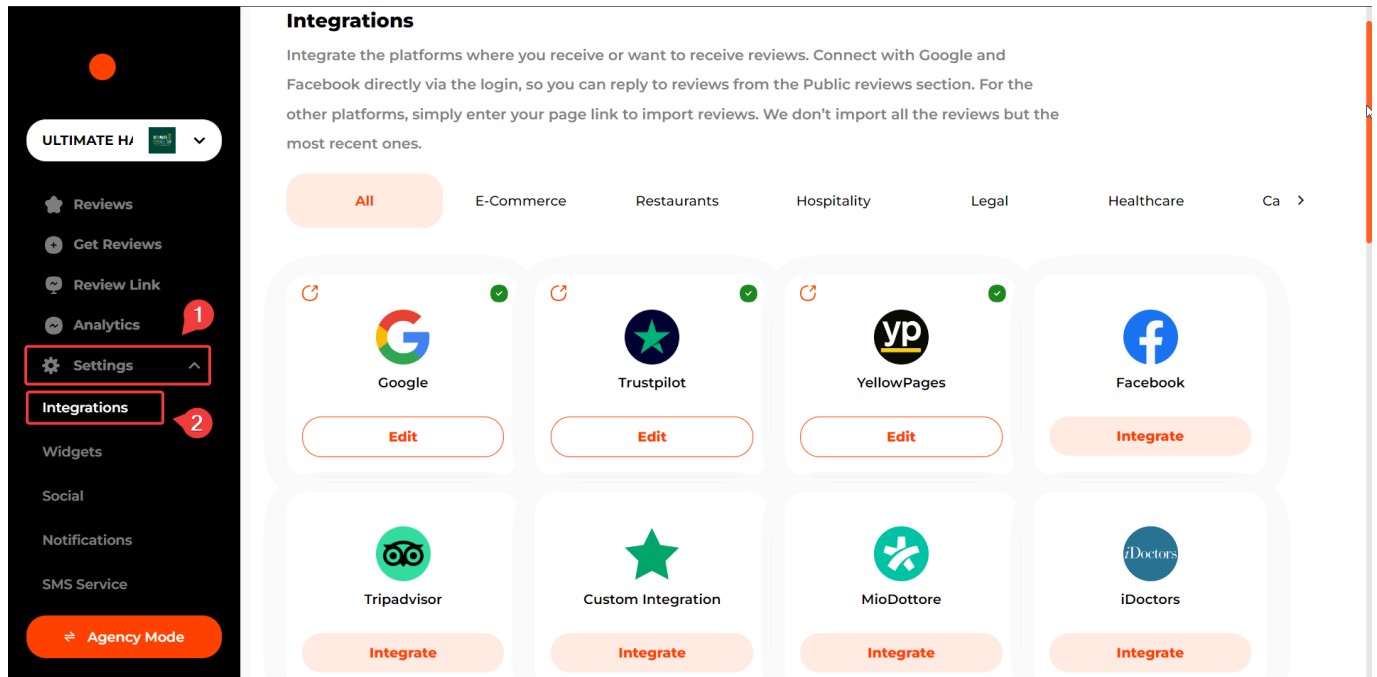 Integrations
Integrate the platforms where you receive or want to receive reviews. Connect with Google and
Facebook directly via the login, so you can reply to reviews from the Public reviews section. For the
other platforms, simply enter your page link to import reviews. We don’t import all the reviews but the
most recent ones.
ULTIMATE HA
Reviews
Get Reviews
Review Link
Analytics
1
Settings
Integrations
2
Widgets
Social
Notifications
SMS Service
Agency Mode
All E-Commerce Restaurants Hospitality Legal Healthcare Ca
yp
Google Trustpilot YellowPages Facebook
Edit Edit Edit Integrate
iDoctors
Tripadvisor Custom Integration MioDottore iDoctors
Integrate Integrate Integrate Integrate